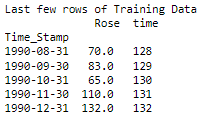 Last few rows of Training Data
Rose time
Time_Stamp
1990-08-31 70.0 128
1990-09-30 83.0 129
1990-10-31 65.0 130
1990-11-30 110.0 131
1990-12-31 132.0 132